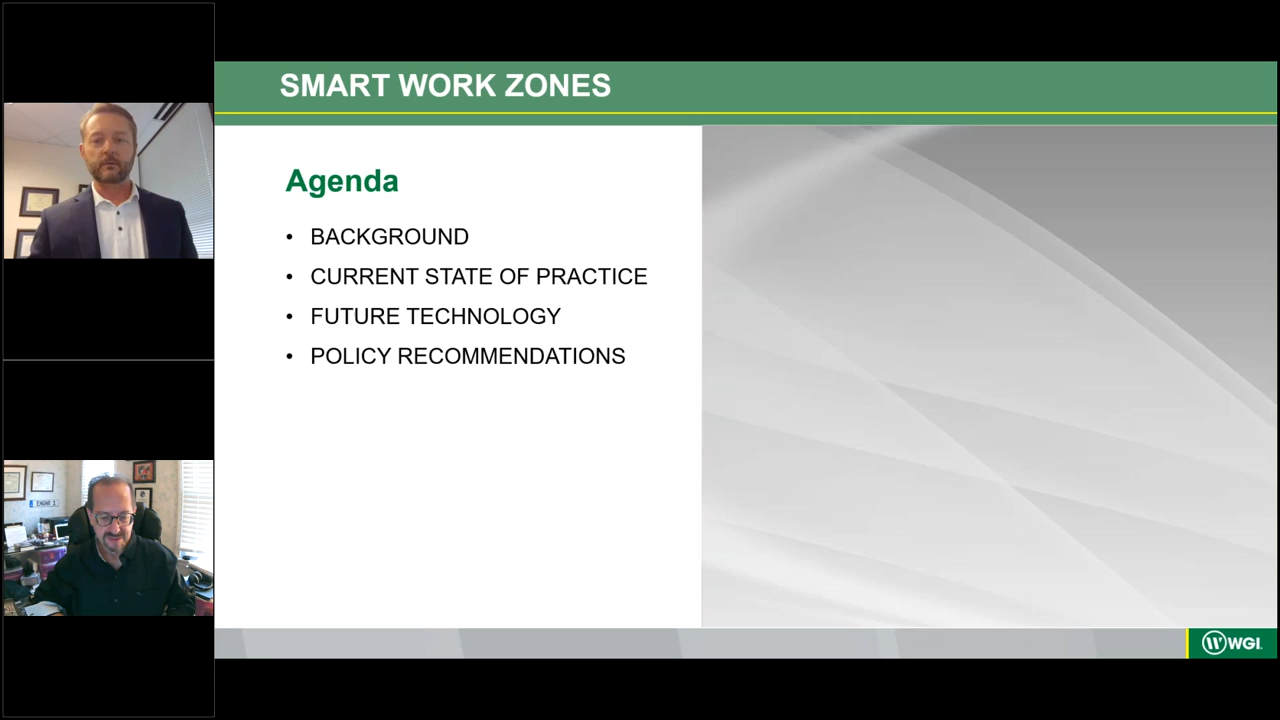 SMART WORK ZONES
Agenda
• BACKGROUND
• CURRENT STATE OF PRACTICE
• FUTURE TECHNOLOGY
• POLICY RECOMMENDATIONS
WGI